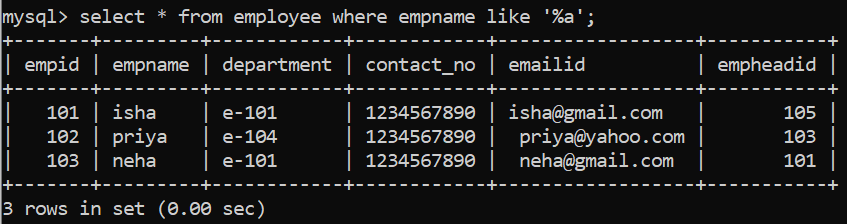 mysql> select * from employee where empname like '%a';
+-------+---------+------------+------------+-----------------+-----------+
| empid | empname | department | contact_no | emailid         | empheadid |
+-------+---------+------------+------------+-----------------+-----------+
|   101 | isha    | e-101      | 1234567890 | isha@gmail.com  |       105 |
|   102 | priya   | e-104      | 1234567890 |  priya@yahoo.com |       103 |
|   103 | neha    | e-101      | 1234567890 |  neha@gmail.com |       101 |
+-------+---------+------------+------------+-----------------+-----------+
3 rows in set (0.00 sec)